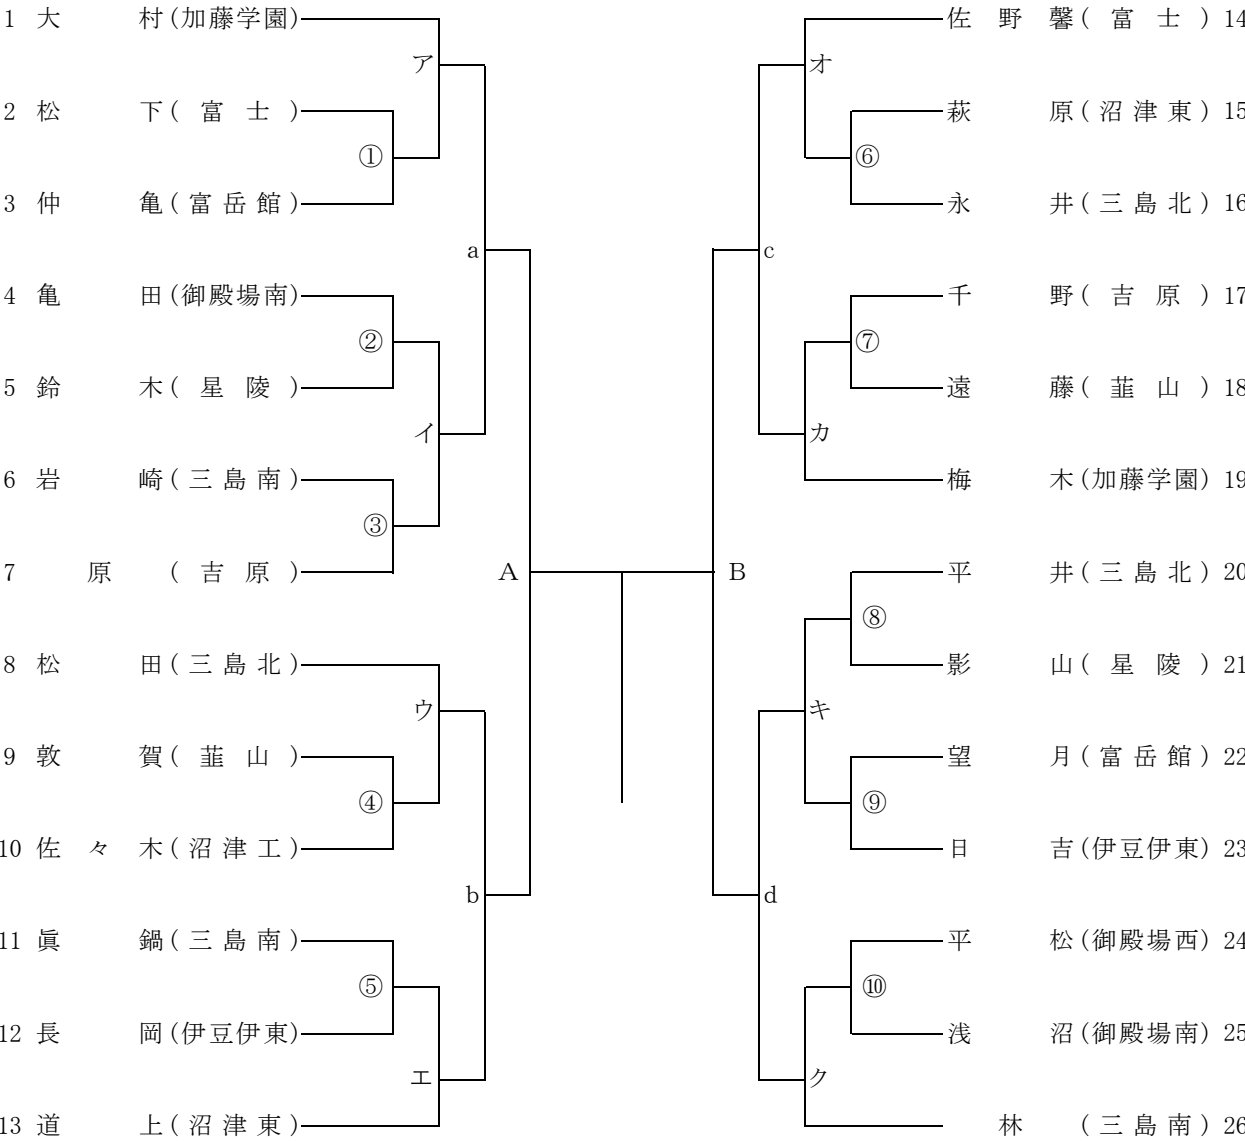 1 大村(加藤学園)
ア
2 松下(富士)
①
3 仲亀(富岳館)
a
4 亀田(御殿場南)
②
5 鈴木(星陵)
イ
6 岩崎(三島南)
③
7 原(吉原)
A
8 松田(三島北)
ウ
9 敦賀(韮山)
④
10 佐々木(沼津工)
b
11 眞鍋(三島南)
⑤
12 長岡(伊豆伊東)
エ
13 道上(沼津東)
佐野馨(富士) 14
オ
萩原(沼津東) 15
⑥
永井(三島北) 16
c
千野(吉原) 17
⑦
遠藤(韮山) 18
カ
梅木(加藤学園) 19
B
平井(三島北) 20
⑧
影山(星陵) 21
キ
望月(富岳館) 22
⑨
日吉(伊豆伊東) 23
d
平松(御殿場西) 24
⑩
浅沼(御殿場南) 25
ク
林(三島南) 26